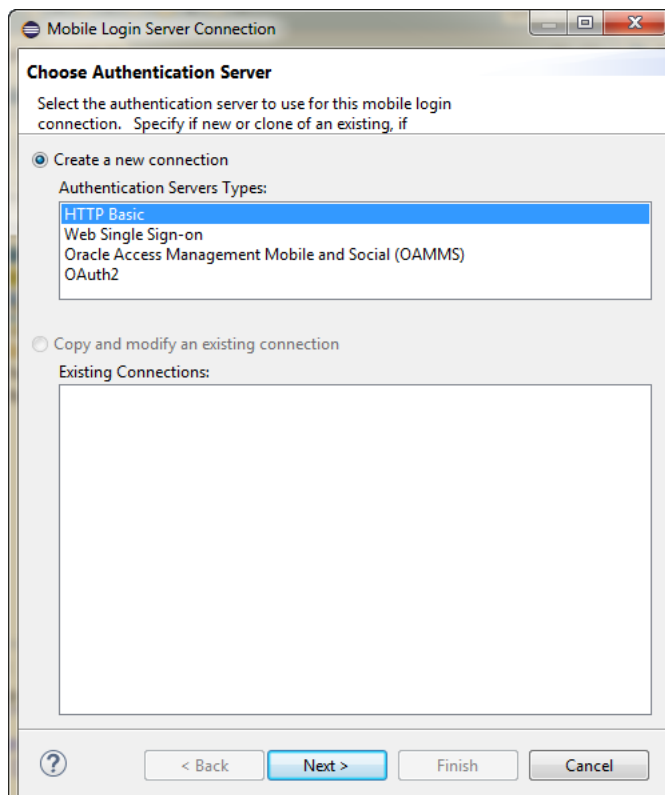 Mobile Login Server Connection
Choose Authentication Server
Select the authentication server to use for this mobile login
connection.  Specify if new or clone of an existing, if
Create a new connection
Authentication Servers Types:
HTTP Basic
Web Single Sign-on
Oracle Access Management Mobile and Social (OAMMS)
OAuth2
Copy and modify an existing connection
Existing Connections:
? < Back Next > Finish Cancel